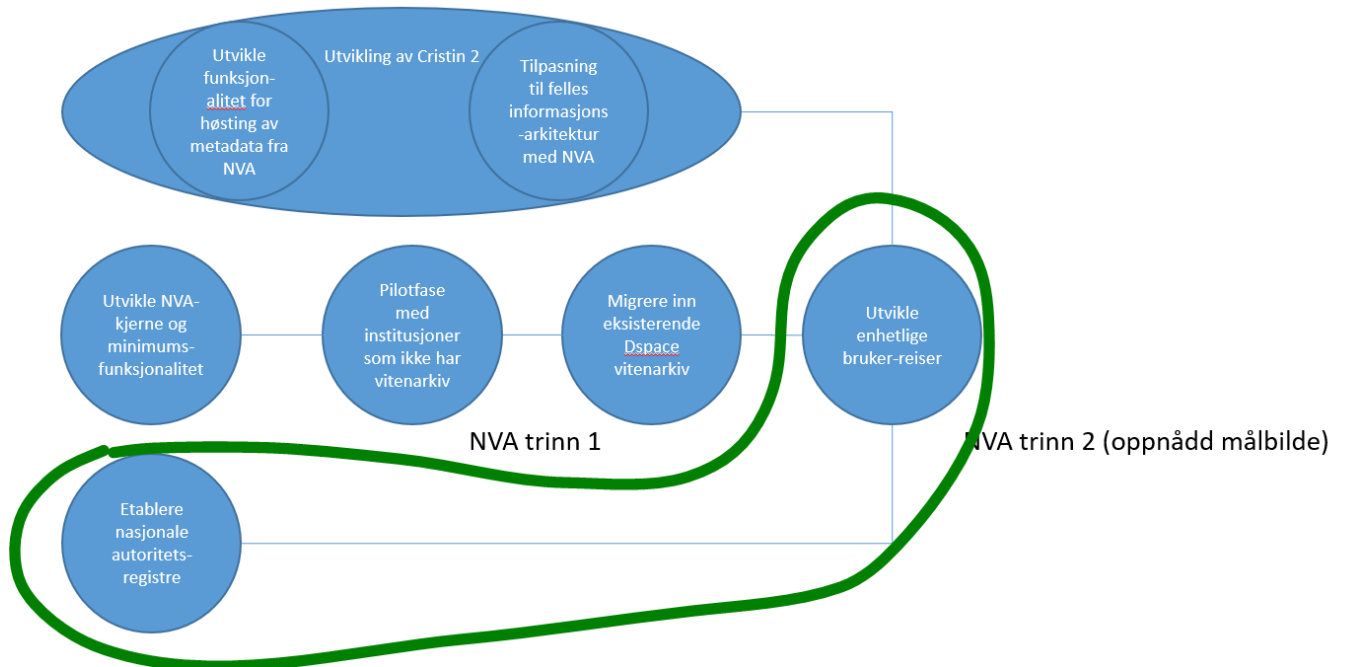 Utvikle
funksjon-
alitet for
høsting av
metadata fra
NVA
Utvikling av Cristin 2
Tilpasning
til felles
informasjons
-arkitektur
med NVA
Utvikle NVA-
kjerne og
minimums-
funksjonalitet
Pilotfase
med
institusjoner
som ikke har
vitenarkiv
Migrere inn
eksisterende
Dspace
vitenarkiv
Utvikle
enhetlige
bruker-reiser
NVA trinn 1
NVA trinn 2 (oppnådd målbilde)
Etablere
nasjonale
autoritets-
registre